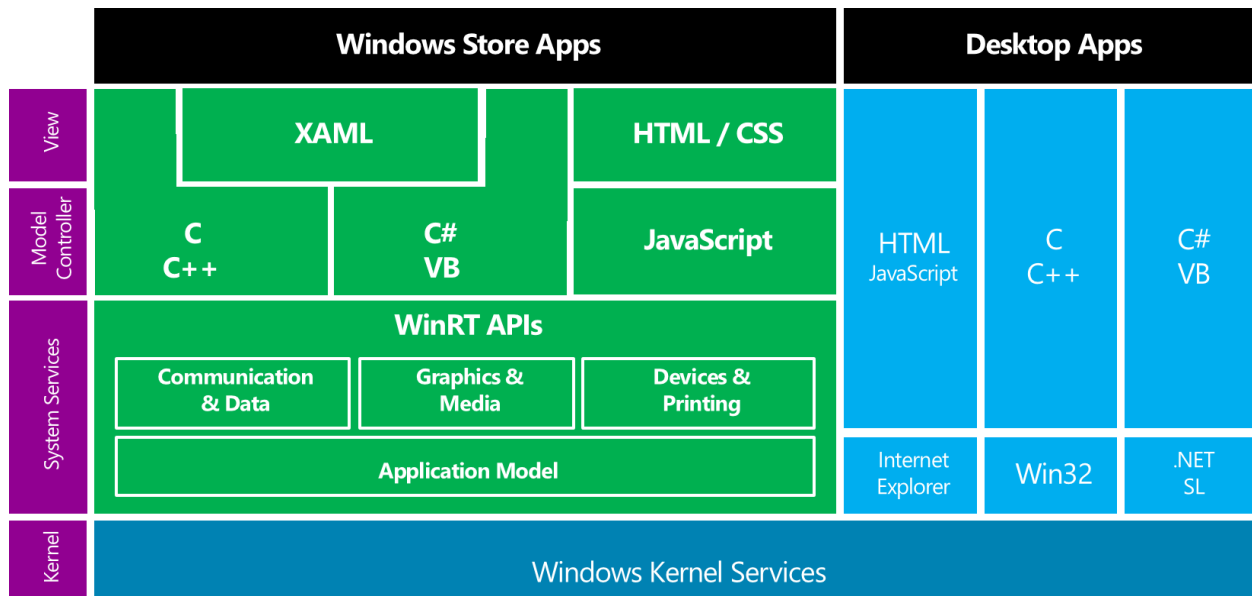 Windows Store Apps
Desktop Apps
View
XAML
HTML / CSS
Model
Controller
C
C++
C#
VB
JavaScript
HTML
JavaScript
C
C++
C#
VB
System Services
WinRT APIs
Communication
& Data
Graphics &
Media
Devices &
Printing
Application Model
Internet
Explorer
Win32
.NET
SL
Kernel
Windows Kernel Services